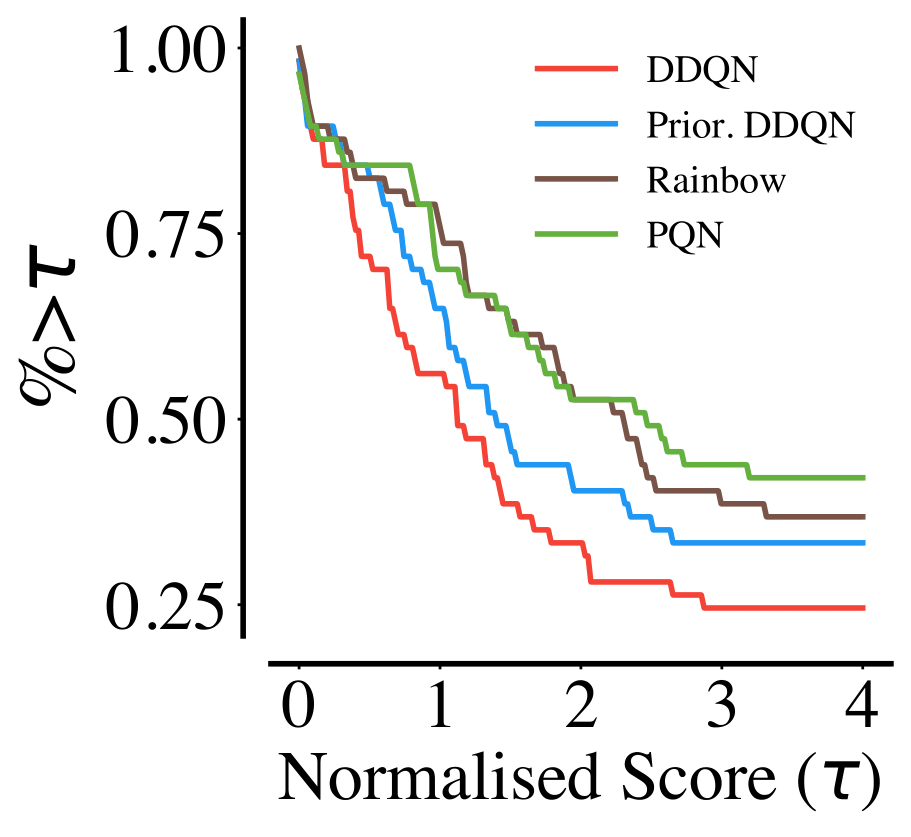 1.00
0.75
0.50
0.25
%>τ
DDQN
Prior. DDQN
Rainbow
PQN
0 1 2 3 4
Normalised Score (τ)